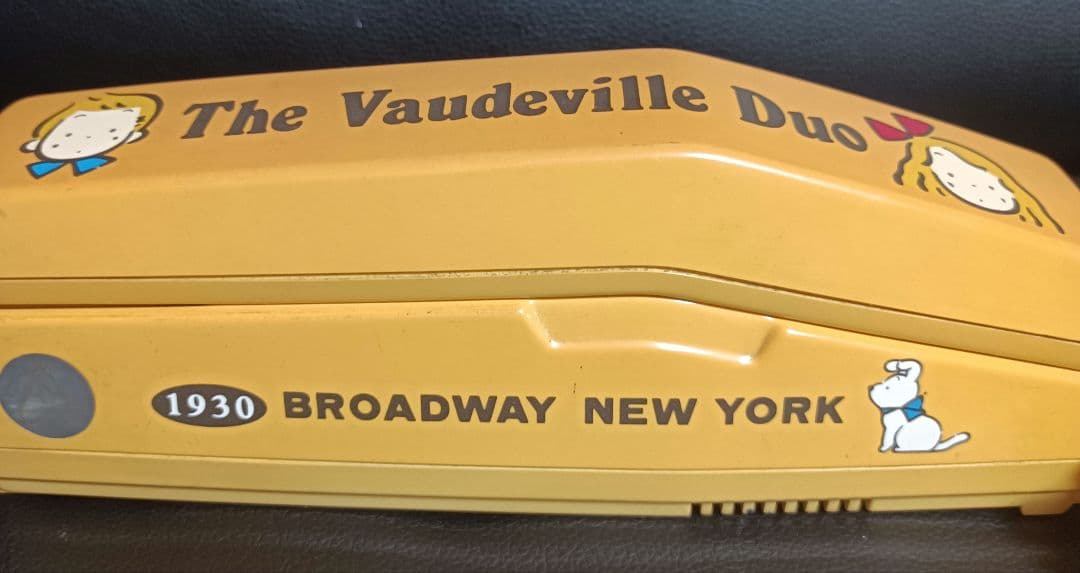 The Vaudeville Duo
1930 BROADWAY NEW YORK